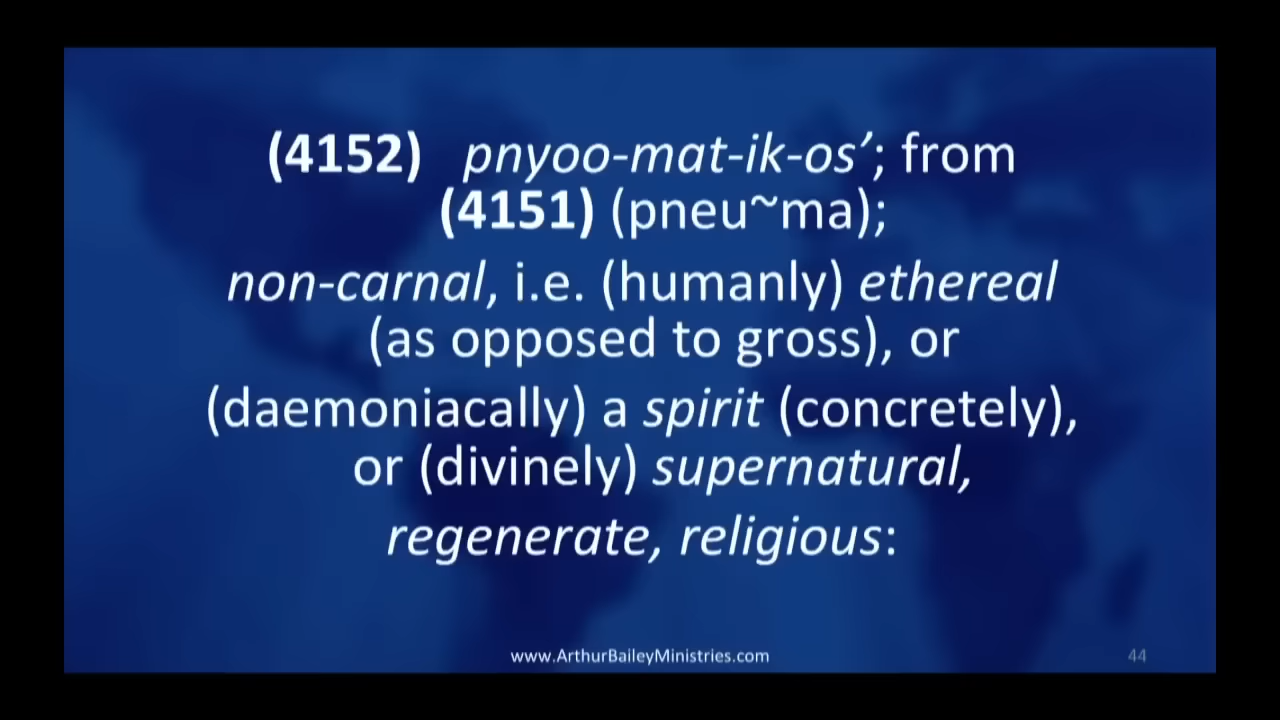 (4152) pnyoo-mat-ik-os’; from
(4151) (pneu~ma);
non-carnal, i.e. (humanly) ethereal
(as opposed to gross), or
(daemoniacally) a spirit (concretely),
or (divinely) supernatural,
regenerate, religious:
www.ArthurBaileyMinistries.com
44